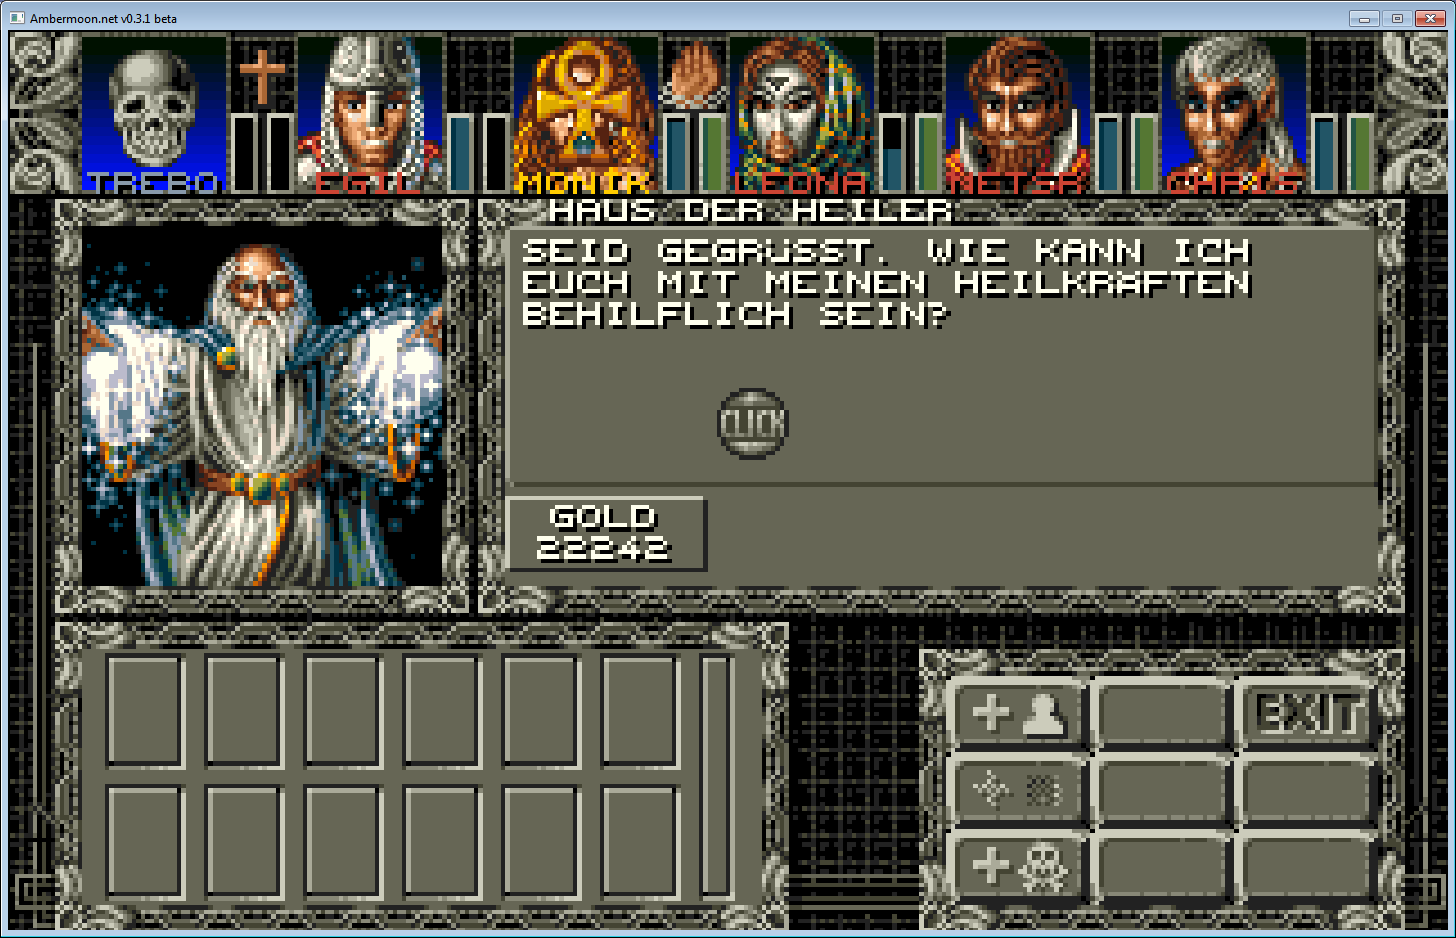 Ambermoon.net v0.3.1 beta
TREBO EGIL MONIK LEONA NETSR CHRIS
HAUS DER HEILER
SEID GEGRÜSST. WIE KANN ICH
EUCH MIT MEINEN HEILKRÄFTEN
BEHILFLICH SEIN?
CLICK
GOLD
22242
EXIT